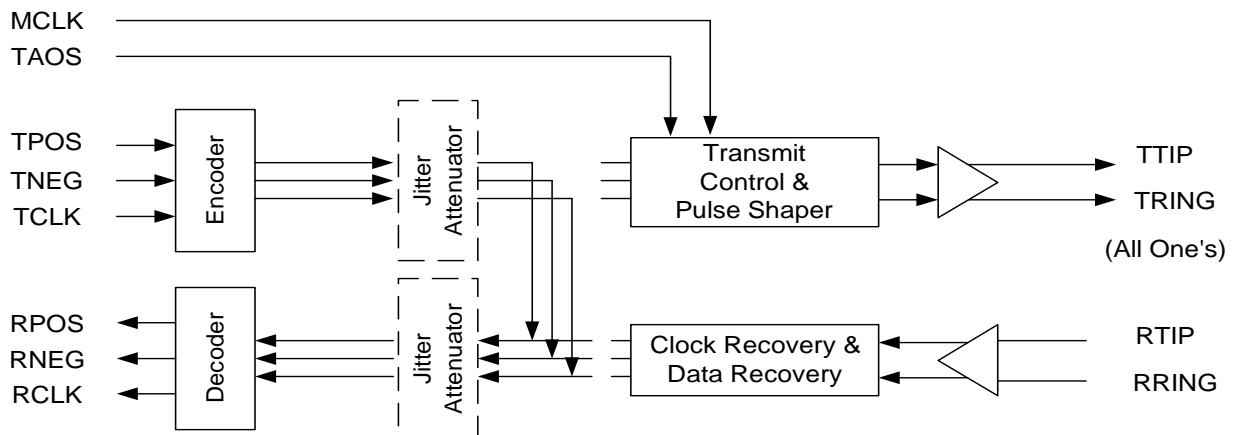 MCLK
TAOS
TPOS
TNEG
TCLK
Encoder
Jitter
Attenuator
Transmit
Control &
Pulse Shaper
TTIP
TRING
(All One's)
RPOS
RNEG
RCLK
Decoder
Jitter
Attenuator
Clock Recovery &
Data Recovery
RTIP
RRING